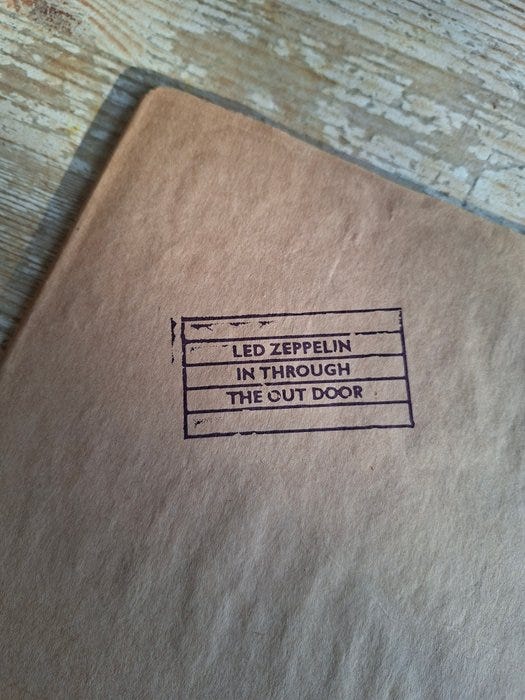 LED ZEPPELIN
IN THROUGH
THE OUT DOOR